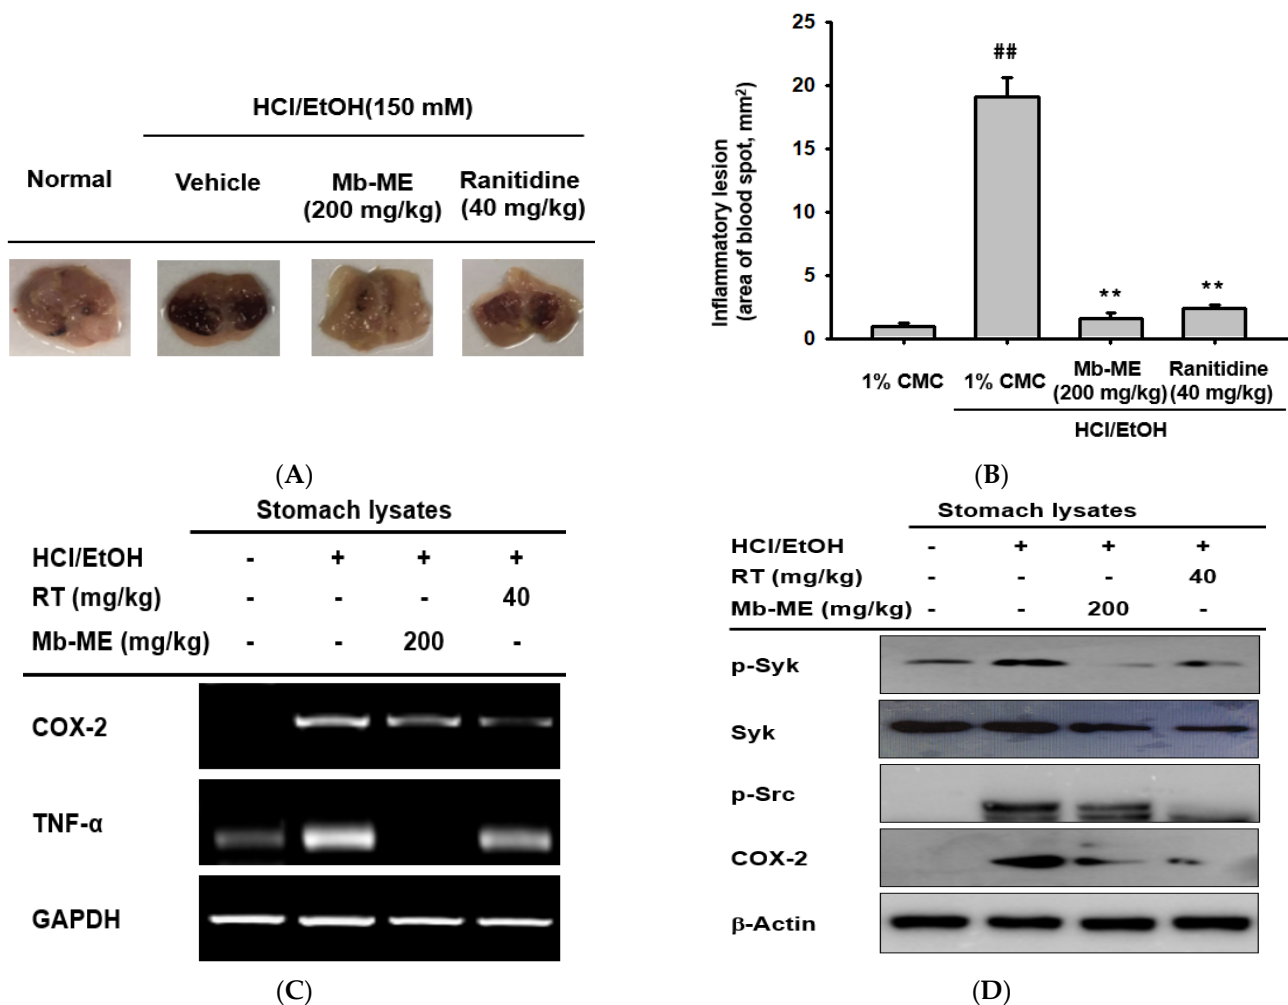 HCl/EtOH(150 mM)
Normal Vehicle Mb-ME Ranitidine
(200 mg/kg) (40 mg/kg)
(A)
25
20
15
10
5
0
Inflammatory lesion
(area of blood spot, mm²)
##
** **
1% CMC 1% CMC Mb-ME Ranitidine
(200 mg/kg) (40 mg/kg)
HCl/EtOH
(B)
Stomach lysates
HCl/EtOH - + + +
RT (mg/kg) - - - 40
Mb-ME (mg/kg) - - 200 -
COX-2
TNF-α
GAPDH
(C)
Stomach lysates
HCl/EtOH - + + +
RT (mg/kg) - - - 40
Mb-ME (mg/kg) - - 200 -
p-Syk
Syk
p-Src
COX-2
β-Actin
(D)